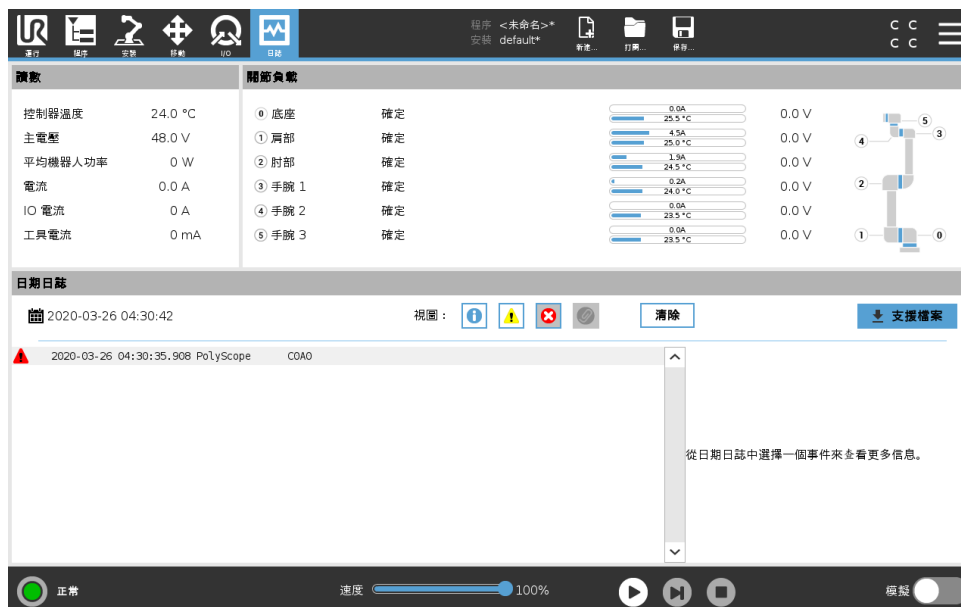 程序 <未命名>*
安裝 default*
運行
程序
安裝
移動
I/O
日誌
新建...
打開...
保存...
C C
C C
讀數
關節負載
控制器溫度 24.0 °C
主電壓 48.0 V
平均機器人功率 0 W
電流 0.0 A
IO 電流 0 A
工具電流 0 mA
0 底座 確定 0.0A 25.5 °C 0.0 V
1 肩部 確定 4.5A 25.0 °C 0.0 V
2 肘部 確定 1.9A 24.5 °C 0.0 V
3 手腕 1 確定 0.2A 24.0 °C 0.0 V
4 手腕 2 確定 0.0A 23.5 °C 0.0 V
5 手腕 3 確定 0.0A 23.5 °C 0.0 V
5
3
4
2
1
0
日期日誌
2020-03-26 04:30:42
視圖：
清除
支援檔案
2020-03-26 04:30:35.908 PolyScope C0A0
從日期日誌中選擇一個事件來查看更多信息。
正常
速度 100%
模擬